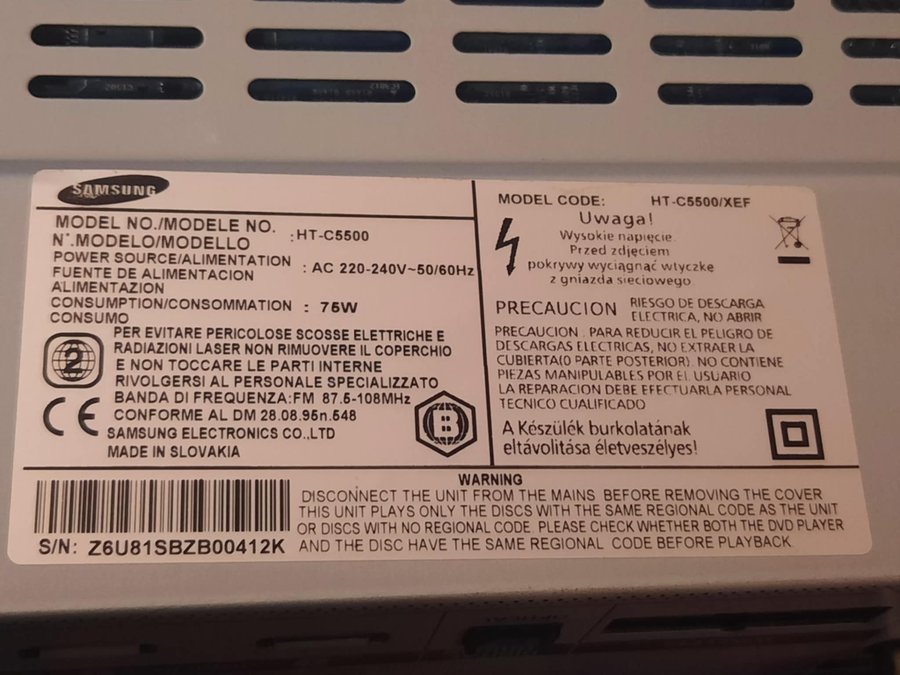 SAMSUNG
MODEL NO./MODELE NO.
N°.MODELO/MODELLO :HT-C5500
POWER SOURCE/ALIMENTATION
FUENTE DE ALIMENTACION : AC 220-240V~50/60Hz
ALIMENTAZION
CONSUMPTION/CONSOMMATION : 75W
CONSUMO
2
PER EVITARE PERICOLOSE SCOSSE ELETTRICHE E
RADIAZIONI LASER NON RIMUOVERE IL COPERCHIO
E NON TOCCARE LE PARTI INTERNE
RIVOLGERSI AL PERSONALE SPECIALIZZATO
BANDA DI FREQUENZA:FM 87.5-108MHz
CONFORME AL DM 28.08.95n.548
CE
SAMSUNG ELECTRONICS CO.,LTD
MADE IN SLOVAKIA
B
MODEL CODE: HT-C5500/XEF
Uwaga!
Wysokie napięcie.
Przed zdjęciem
pokrywy wyciągnąć wtyczkę
z gniazda sieciowego
PRECAUCION RIESGO DE DESCARGA
ELECTRICA, NO ABRIR
PRECAUCION : PARA REDUCIR EL PELIGRO DE
DESCARGAS ELECTRICAS, NO EXTRAER LA
CUBIERTA(O PARTE POSTERIOR). NO CONTIENE
PIEZAS MANIPULABLES POR EL USUARIO
LA REPARACION DEBE EFECTUARLA PERSONAL
TECNICO CUALIFICADO
A Készülék burkolatának
eltávolítása életveszélyes!
WARNING
DISCONNECT THE UNIT FROM THE MAINS BEFORE REMOVING THE COVER
THIS UNIT PLAYS ONLY THE DISCS WITH THE SAME REGIONAL CODE AS THE UNIT
OR DISCS WITH NO REGIONAL CODE. PLEASE CHECK WHETHER BOTH THE DVD PLAYER
AND THE DISC HAVE THE SAME REGIONAL CODE BEFORE PLAYBACK.
S/N: Z6U81SBZB00412K